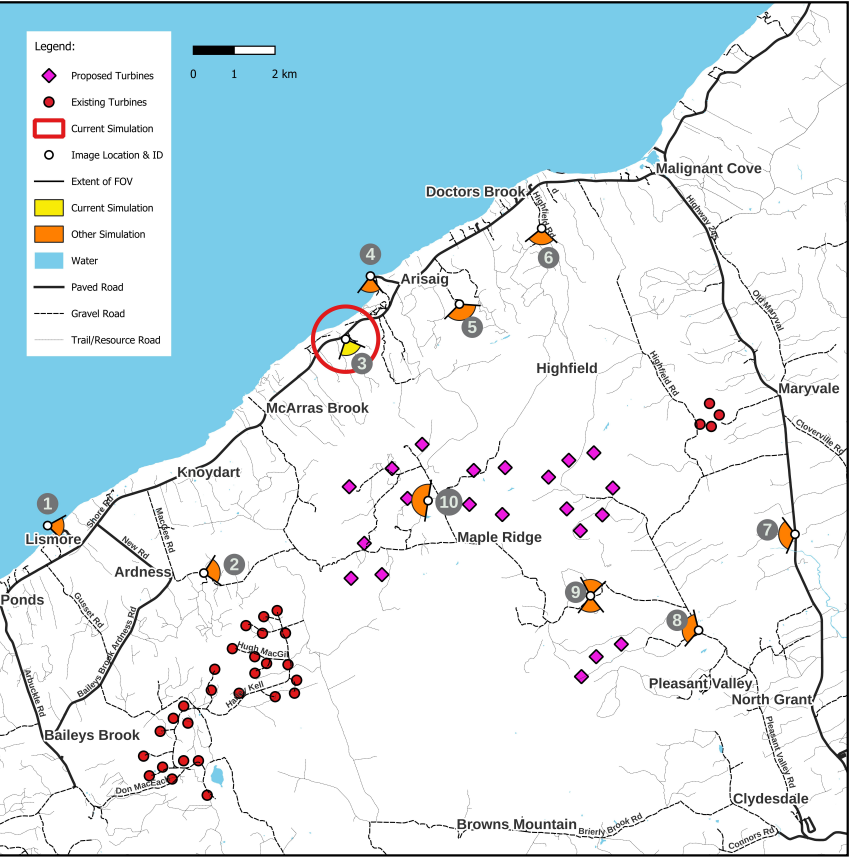 Legend:
Proposed Turbines
Existing Turbines
Current Simulation
Image Location & ID
Extent of FOV
Current Simulation
Other Simulation
Water
Paved Road
Gravel Road
Trail/Resource Road
0 1 2 km
Malignant Cove
Doctors Brook
Highfield Rd
Highway 245
6
4
Arisaig
5
Old Maryval
3
Highfield
Highfield Rd
Maryvale
McArras Brook
Cloverville Rd
Knoydart
1
Shore Rd
10
Lismore
MacGee Rd
New Rd
Maple Ridge
7
2
Ardness
9
Ponds
Gusset Rd
Baileys Brook Ardness Rd
8
Hugh MacGil
Arbuckle Rd
Pleasant Valley
Kell
North Grant
Baileys Brook
Pleasant Valley Rd
Don MacEach
Clydesdale
Browns Mountain
Brierly Brook Rd
Connors Rd